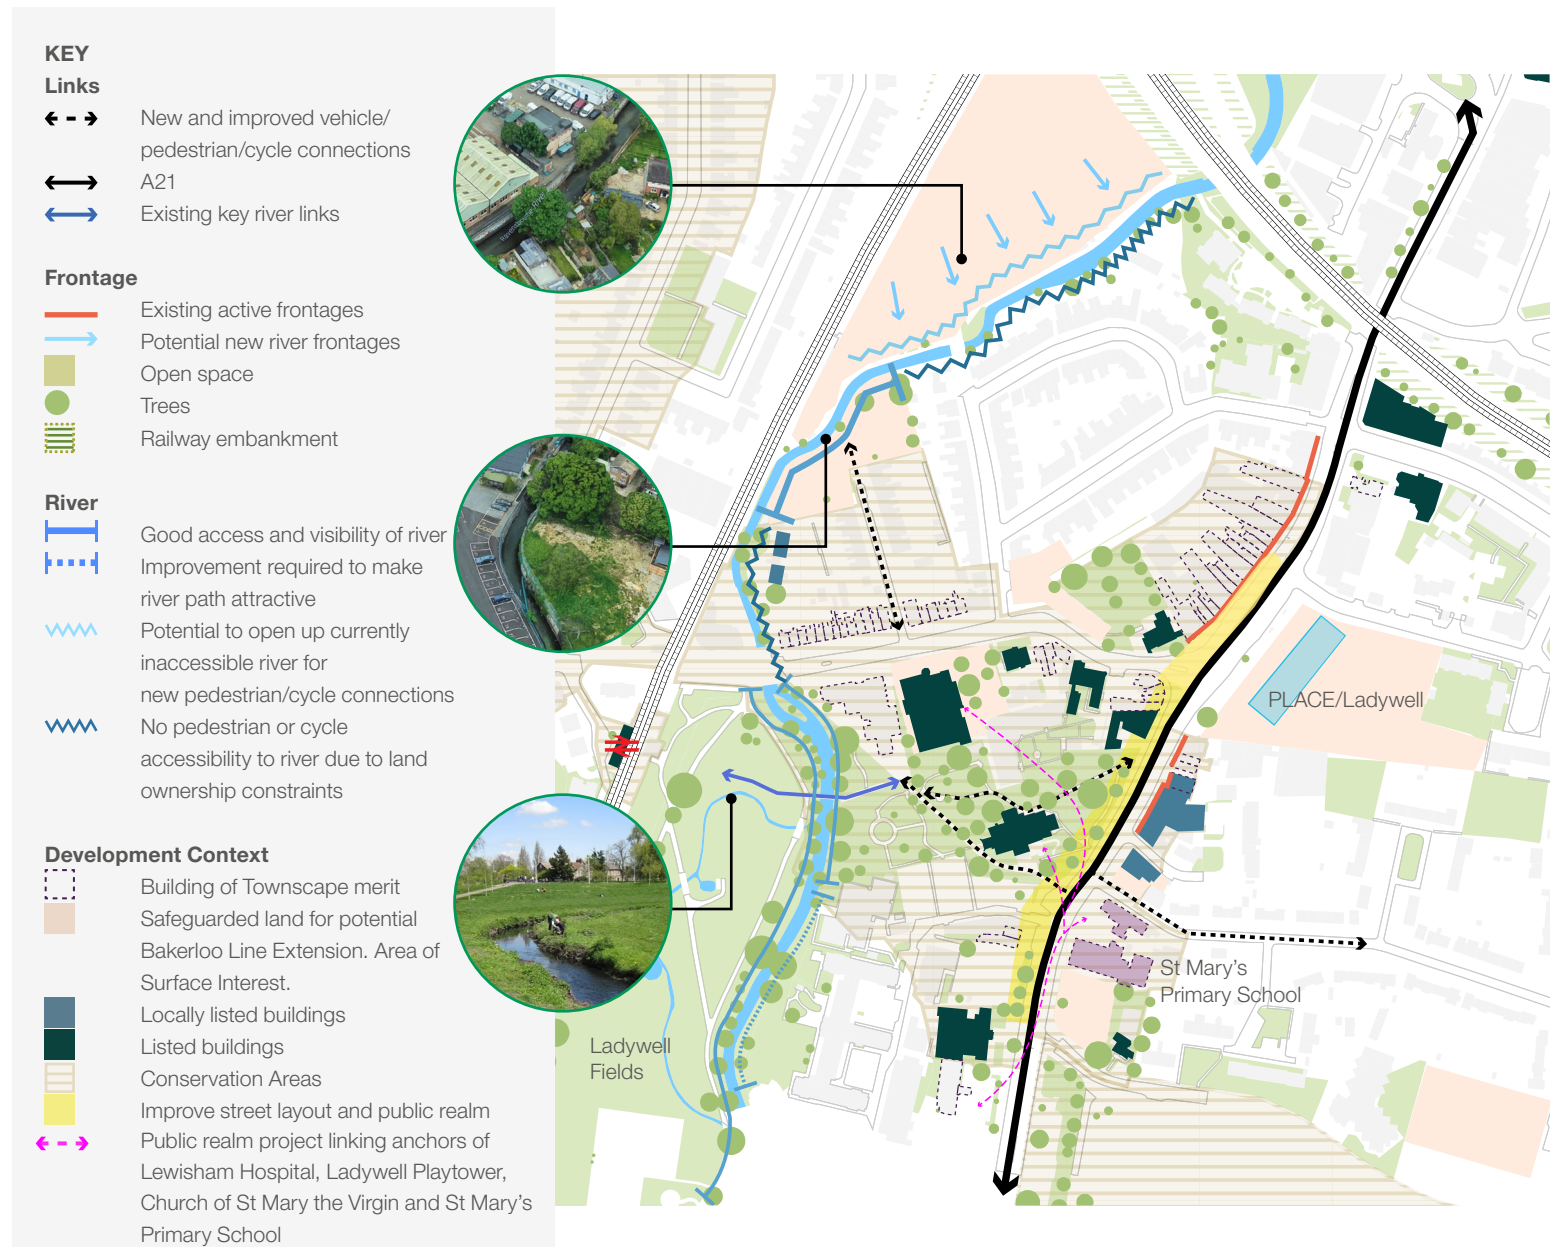 KEY
Links
New and improved vehicle/
pedestrian/cycle connections
A21
Existing key river links
Frontage
Existing active frontages
Potential new river frontages
Open space
Trees
Railway embankment
River
Good access and visibility of river
Improvement required to make
river path attractive
Potential to open up currently
inaccessible river for
new pedestrian/cycle connections
No pedestrian or cycle
accessibility to river due to land
ownership constraints
Development Context
Building of Townscape merit
Safeguarded land for potential
Bakerloo Line Extension. Area of
Surface Interest.
Locally listed buildings
Listed buildings
Conservation Areas
Improve street layout and public realm
Public realm project linking anchors of
Lewisham Hospital, Ladywell Playtower,
Church of St Mary the Virgin and St Mary's
Primary School
PLACE/Ladywell
St Mary's
Primary School
Ladywell
Fields